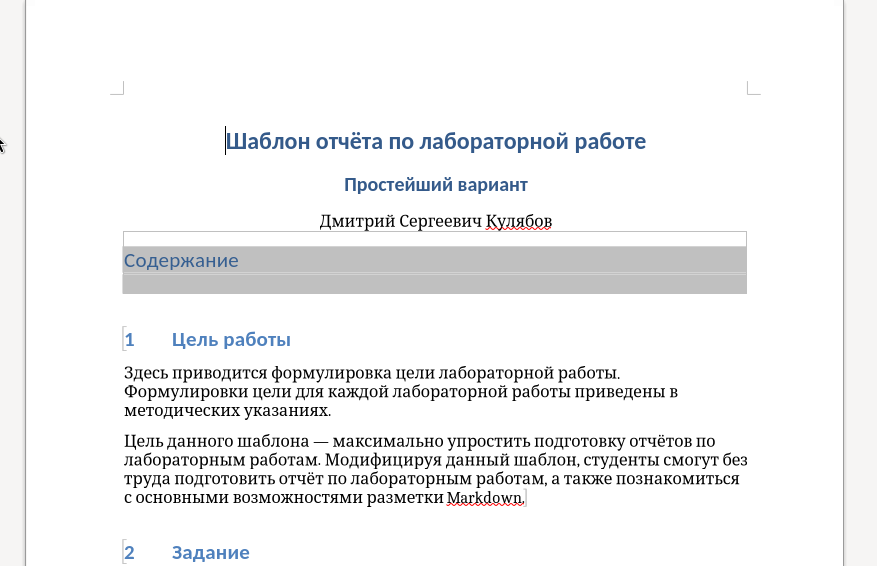 Шаблон отчёта по лабораторной работе
Простейший вариант
Дмитрий Сергеевич Кулябов
Содержание
1 Цель работы
Здесь приводится формулировка цели лабораторной работы.
Формулировки цели для каждой лабораторной работы приведены в
методических указаниях.
Цель данного шаблона — максимально упростить подготовку отчётов по
лабораторным работам. Модифицируя данный шаблон, студенты смогут без
труда подготовить отчёт по лабораторным работам, а также познакомиться
с основными возможностями разметки Markdown.
2 Задание